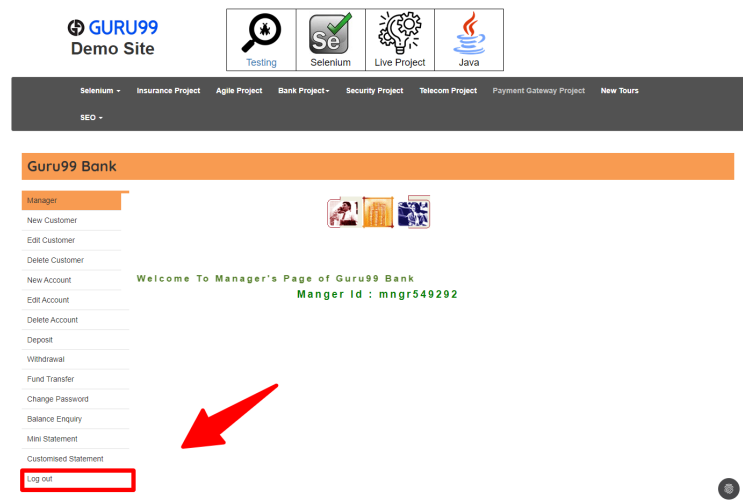 GURU99
Demo Site
Testing
Se
Selenium
Live Project
Java
Selenium
Insurance Project
Agile Project
Bank Project
Security Project
Telecom Project
Payment Gateway Project
New Tours
SEO
Guru99 Bank
Manager
New Customer
Edit Customer
Delete Customer
New Account
Edit Account
Delete Account
Deposit
Withdrawal
Fund Transfer
Change Password
Balance Enquiry
Mini Statement
Customised Statement
Log out
Welcome To Manager's Page of Guru99 Bank
Manger Id : mngr549292